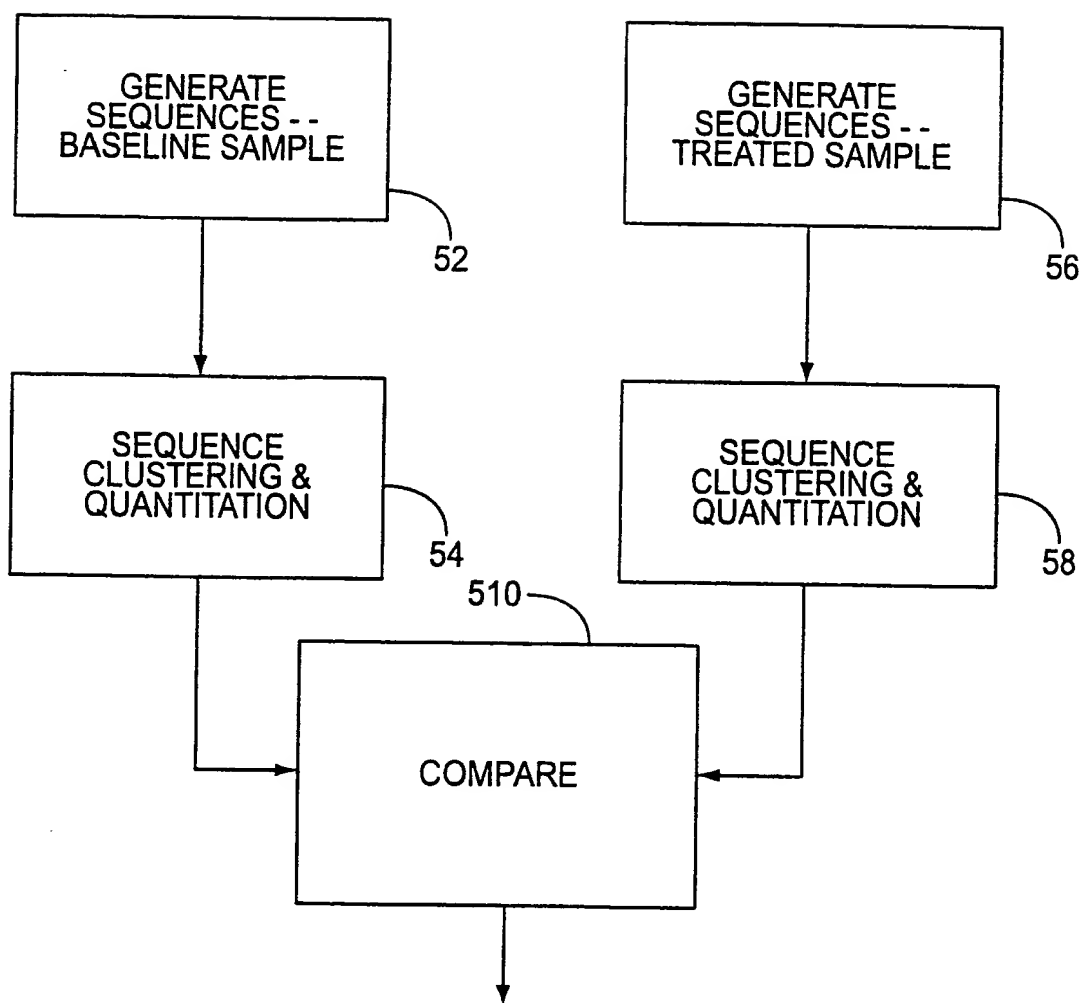 GENERATE
SEQUENCES - -
BASELINE SAMPLE
52
GENERATE
SEQUENCES - -
TREATED SAMPLE
56
SEQUENCE
CLUSTERING &
QUANTITATION
54
SEQUENCE
CLUSTERING &
QUANTITATION
58
510
COMPARE